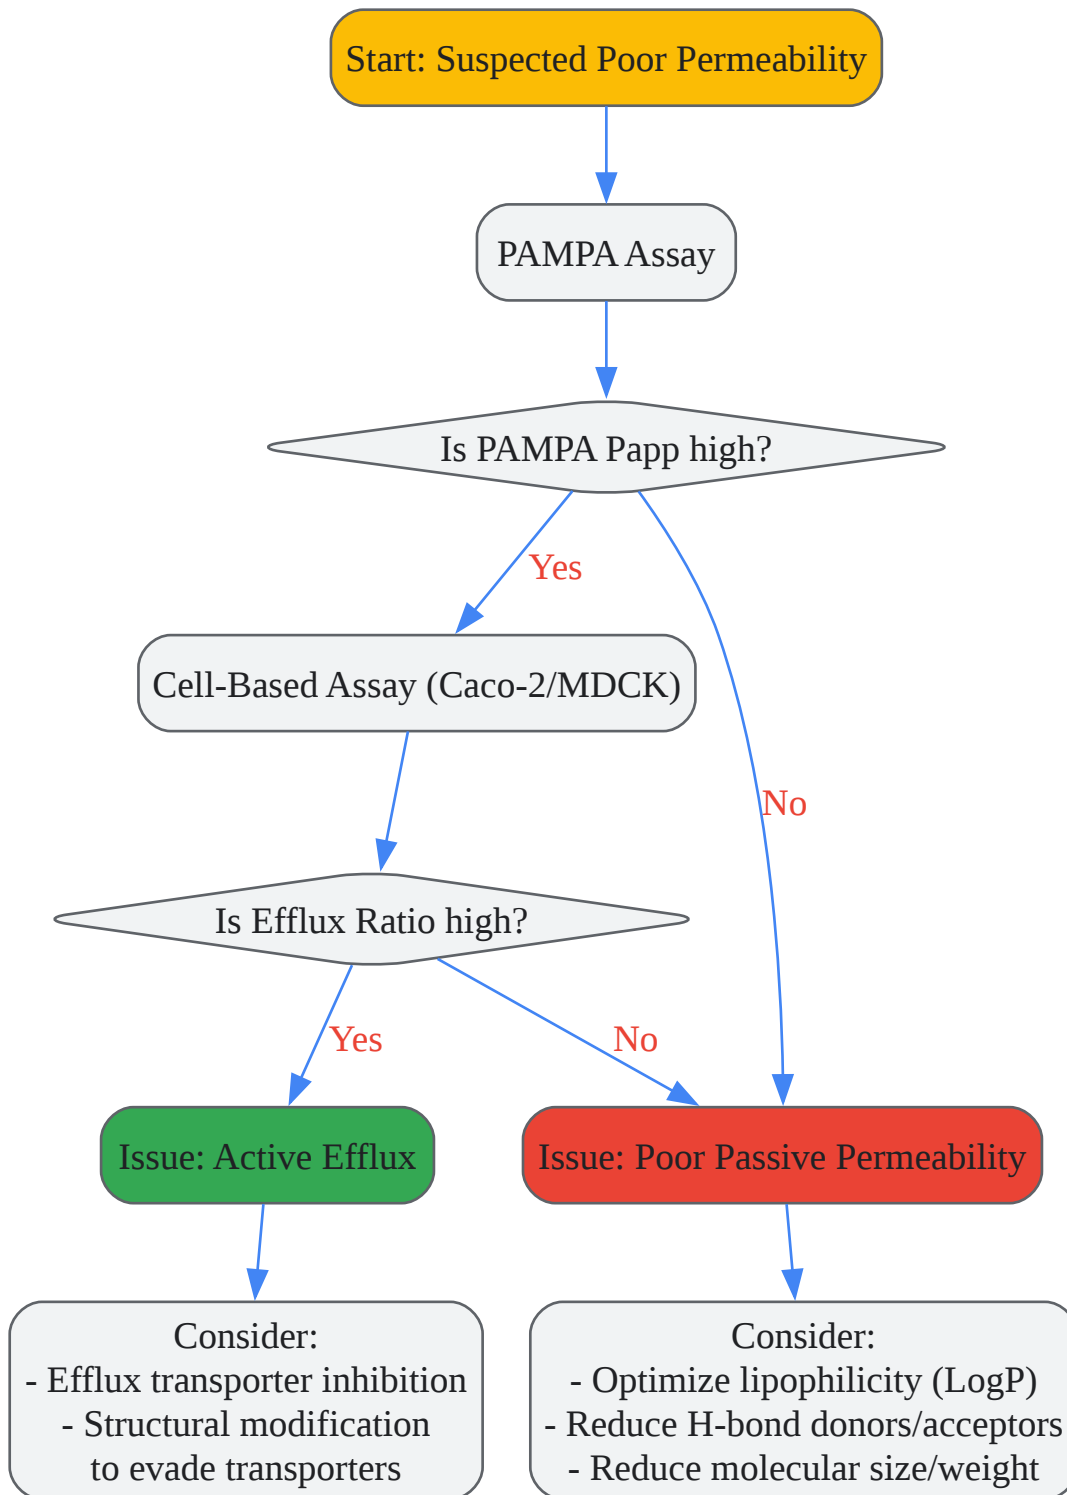 Start: Suspected Poor Permeability
PAMPA Assay
Is PAMPA Papp high?
Yes
Cell-Based Assay (Caco-2/MDCK)
No
Is Efflux Ratio high?
Yes
No
Issue: Active Efflux
Issue: Poor Passive Permeability
Consider:
- Efflux transporter inhibition
- Structural modification
to evade transporters
Consider:
- Optimize lipophilicity (LogP)
- Reduce H-bond donors/acceptors
- Reduce molecular size/weight